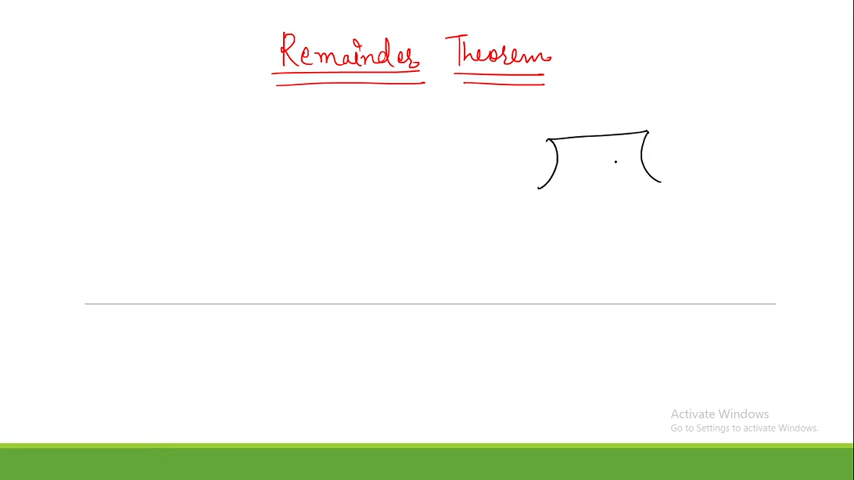 Remainder Theorem
Activate Windows
Go to Settings to activate Windows.